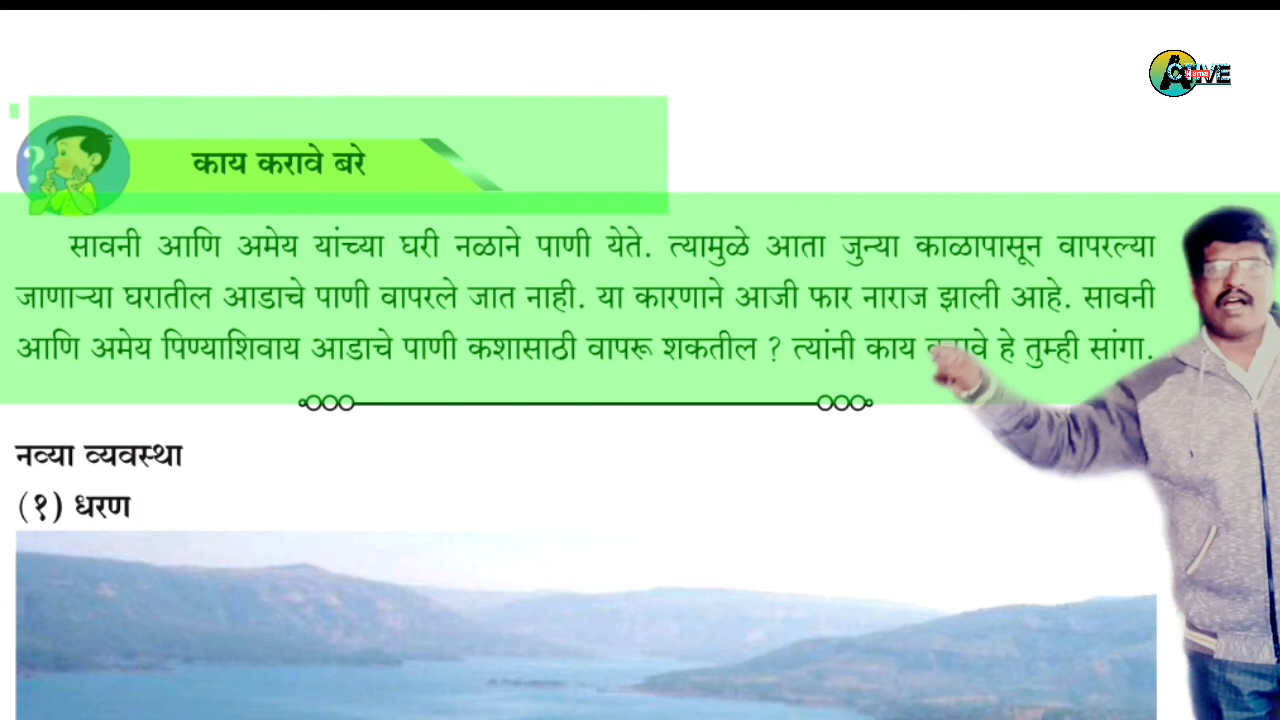 काय करावे बरे
सावनी आणि अमेय यांच्या घरी नळाने पाणी येते. त्यामुळे आता जुन्या काळापासून वापरल्या
जाणाऱ्या घरातील आडाचे पाणी वापरले जात नाही. या कारणाने आजी फार नाराज झाली आहे. सावनी
आणि अमेय पिण्याशिवाय आडाचे पाणी कशासाठी वापरू शकतील ? त्यांनी काय करावे हे तुम्ही सांगा.
नव्या व्यवस्था
(१) धरण